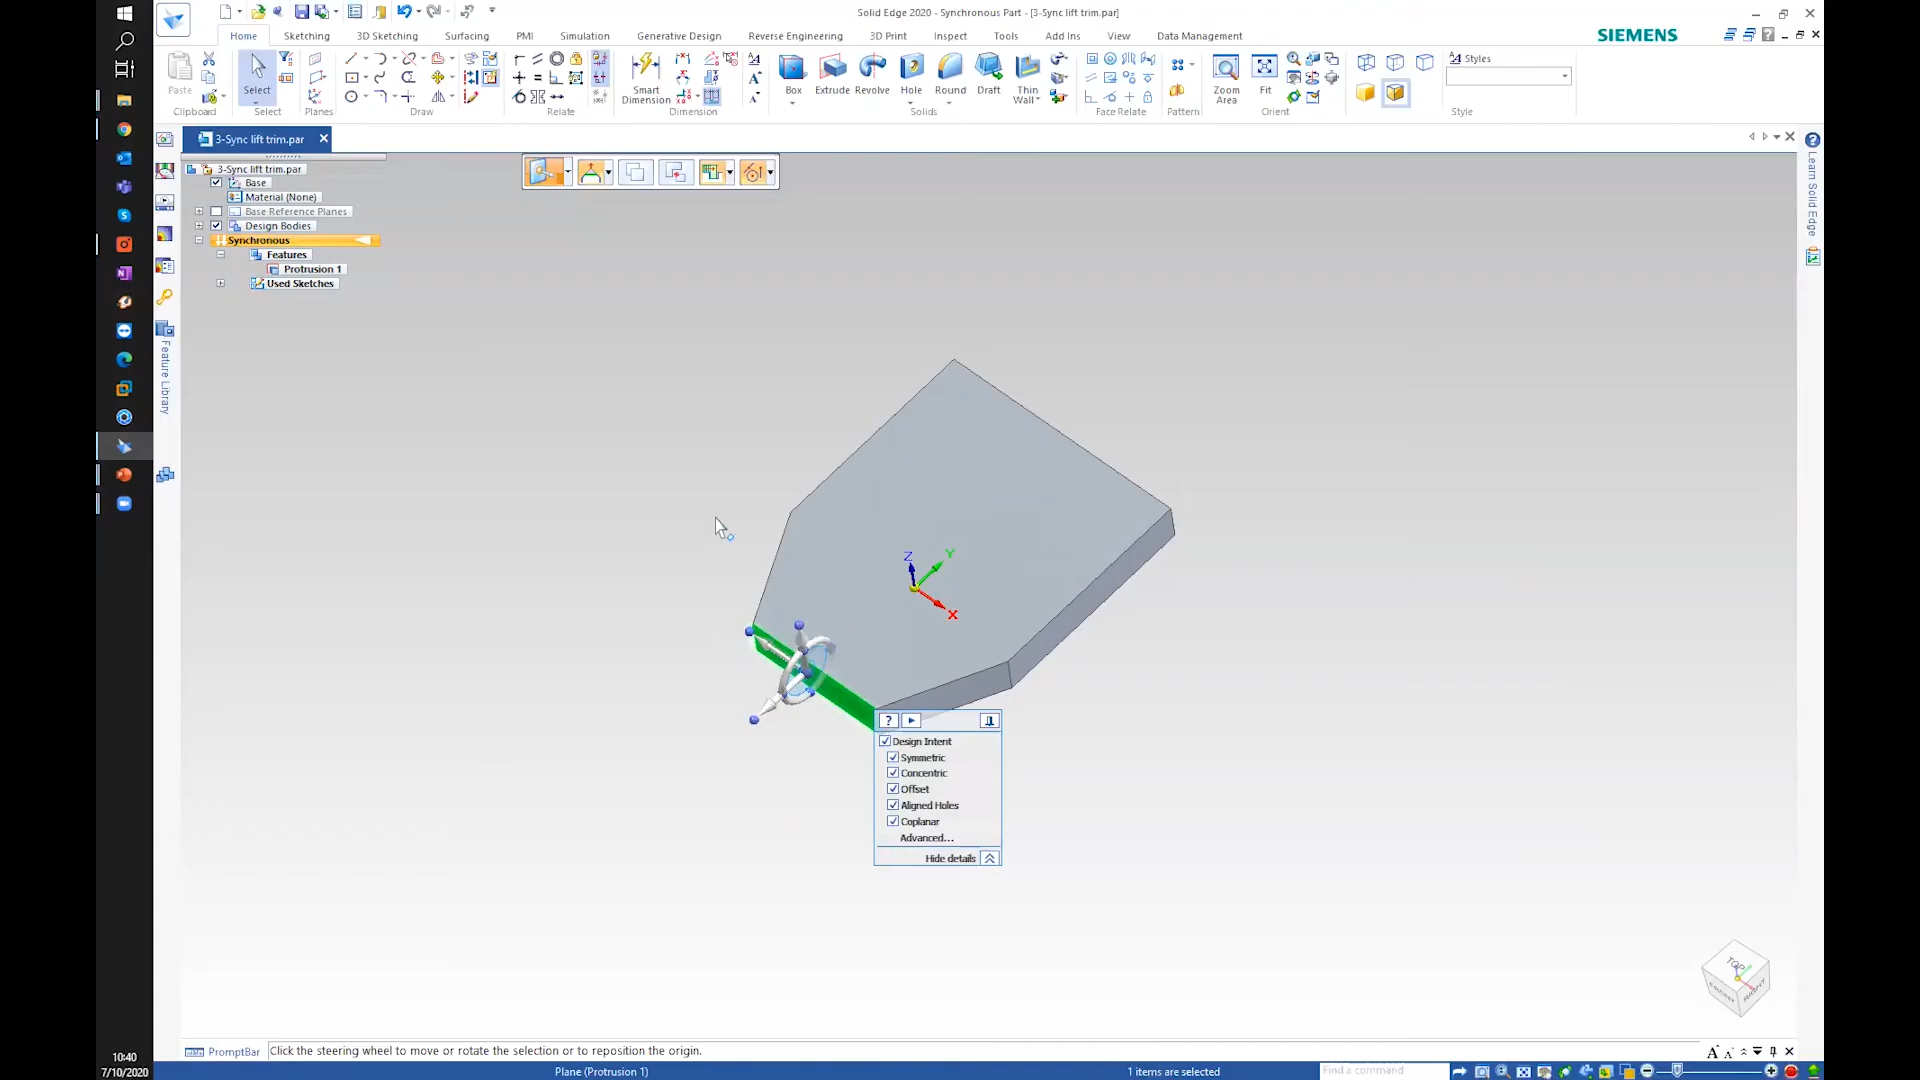 Solid Edge 2020 - Synchronous Part - [3-Sync lift trim.par]
Home Sketching 3D Sketching Surfacing PMI Simulation Generative Design Reverse Engineering 3D Print Inspect Tools Add Ins View Data Management
SIEMENS
Paste
Select
Smart Dimension
Box Extrude Revolve Hole Round Draft Thin Wall
Zoom Area
Fit
Styles
Clipboard Select Planes Draw Relate Dimension Solids Face Relate Pattern Orient Style
3-Sync lift trim.par
3-Sync lift trim.par
Base
Material (None)
Base Reference Planes
Design Bodies
Synchronous
Features
Protrusion 1
Used Sketches
Feature Library
Learn Solid Edge
Z
Y
X
?
Design Intent
Symmetric
Concentric
Offset
Aligned Holes
Coplanar
Advanced...
Hide details
TOP
RIGHT
PromptBar
Click the steering wheel to move or rotate the selection or to reposition the origin.
Plane (Protrusion 1)
1 items are selected
Find a command
10:40
7/10/2020